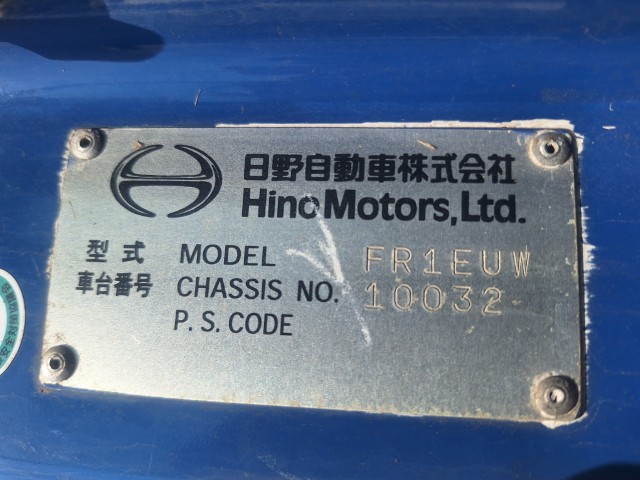 日野自動車株式会社
Hino Motors, Ltd.
型式 MODEL FR1EUW
車台番号 CHASSIS NO. 10032
P.S. CODE